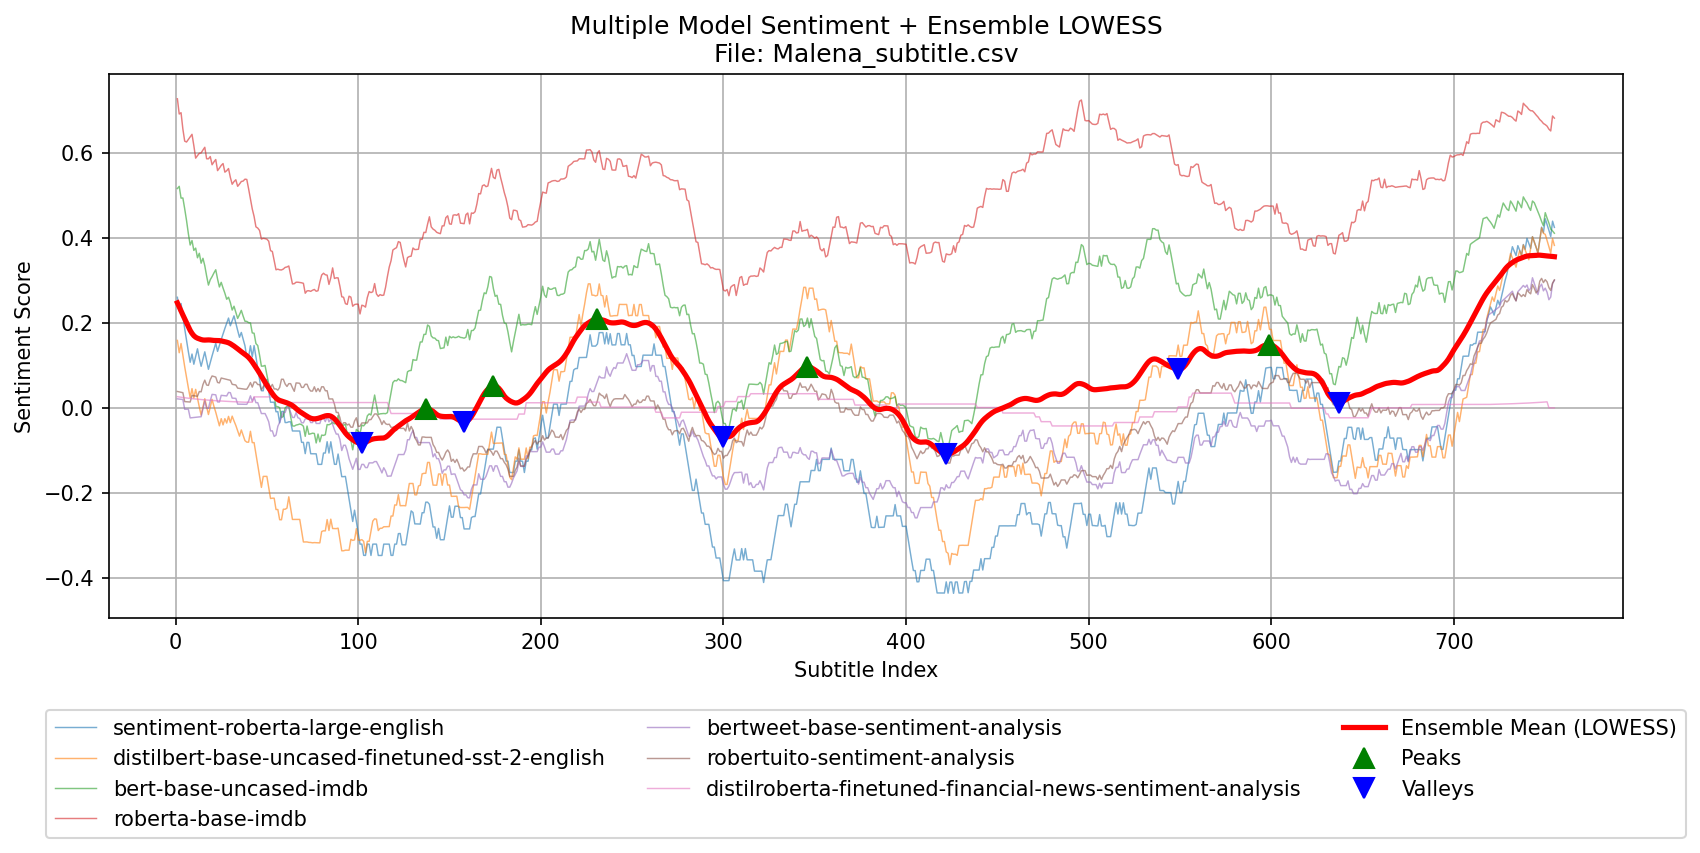 Multiple Model Sentiment + Ensemble LOWESS
File: Malena_subtitle.csv
Sentiment Score
0.6
0.4
0.2
0.0
−0.2
−0.4
0 100 200 300 400 500 600 700
Subtitle Index
sentiment-roberta-large-english
distilbert-base-uncased-finetuned-sst-2-english
bert-base-uncased-imdb
roberta-base-imdb
bertweet-base-sentiment-analysis
robertuito-sentiment-analysis
distilroberta-finetuned-financial-news-sentiment-analysis
Ensemble Mean (LOWESS)
Peaks
Valleys